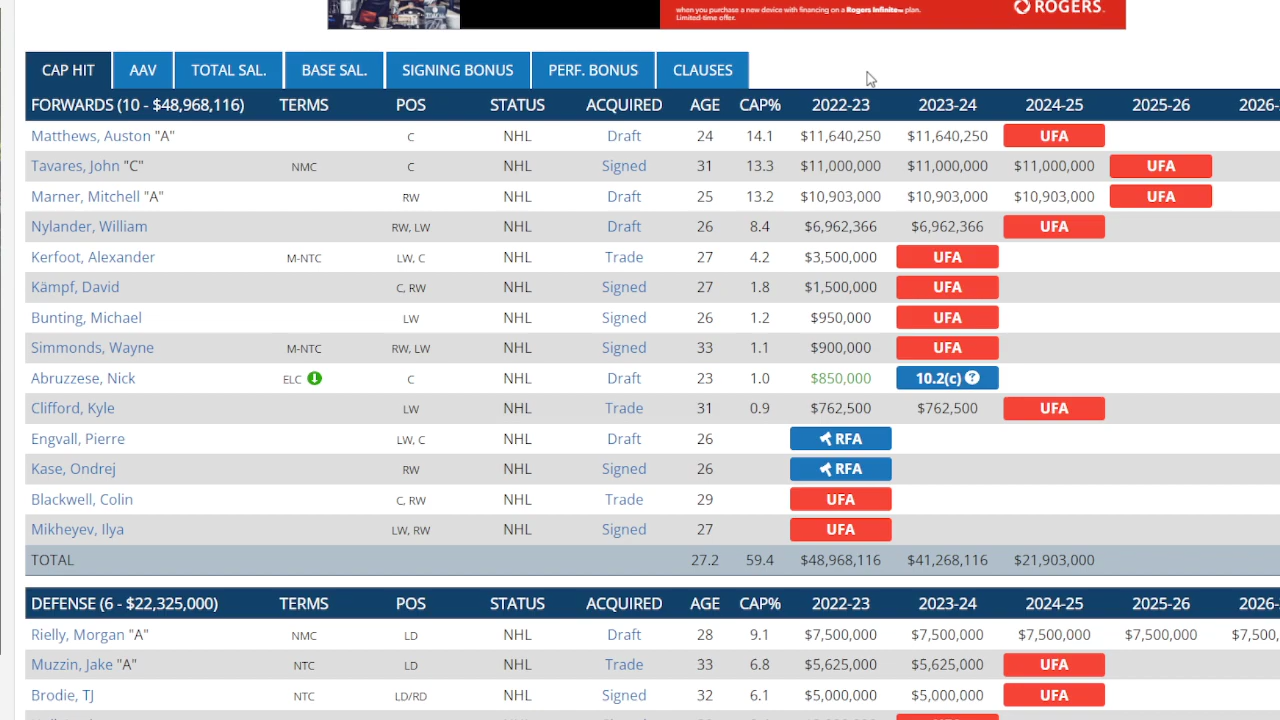 when you purchase a new device with financing on a Rogers Infinite™ plan.
Limited-time offer.
ROGERS.
CAP HIT AAV TOTAL SAL. BASE SAL. SIGNING BONUS PERF. BONUS CLAUSES
FORWARDS (10 - $48,968,116) TERMS POS STATUS ACQUIRED AGE CAP% 2022-23 2023-24 2024-25 2025-26 2026-
Matthews, Auston "A" C NHL Draft 24 14.1 $11,640,250 $11,640,250 UFA
Tavares, John "C" NMC C NHL Signed 31 13.3 $11,000,000 $11,000,000 $11,000,000 UFA
Marner, Mitchell "A" RW NHL Draft 25 13.2 $10,903,000 $10,903,000 $10,903,000 UFA
Nylander, William RW, LW NHL Draft 26 8.4 $6,962,366 $6,962,366 UFA
Kerfoot, Alexander M-NTC LW, C NHL Trade 27 4.2 $3,500,000 UFA
Kämpf, David C, RW NHL Signed 27 1.8 $1,500,000 UFA
Bunting, Michael LW NHL Signed 26 1.2 $950,000 UFA
Simmonds, Wayne M-NTC RW, LW NHL Signed 33 1.1 $900,000 UFA
Abruzzese, Nick ELC C NHL Draft 23 1.0 $850,000 10.2(c) ?
Clifford, Kyle LW NHL Trade 31 0.9 $762,500 $762,500 UFA
Engvall, Pierre LW, C NHL Draft 26 RFA
Kase, Ondrej RW NHL Signed 26 RFA
Blackwell, Colin C, RW NHL Trade 29 UFA
Mikheyev, Ilya LW, RW NHL Signed 27 UFA
TOTAL 27.2 59.4 $48,968,116 $41,268,116 $21,903,000
DEFENSE (6 - $22,325,000) TERMS POS STATUS ACQUIRED AGE CAP% 2022-23 2023-24 2024-25 2025-26 2026-
Rielly, Morgan "A" NMC LD NHL Draft 28 9.1 $7,500,000 $7,500,000 $7,500,000 $7,500,000 $7,500,
Muzzin, Jake "A" NTC LD NHL Trade 33 6.8 $5,625,000 $5,625,000 UFA
Brodie, TJ NTC LD/RD NHL Signed 32 6.1 $5,000,000 $5,000,000 UFA